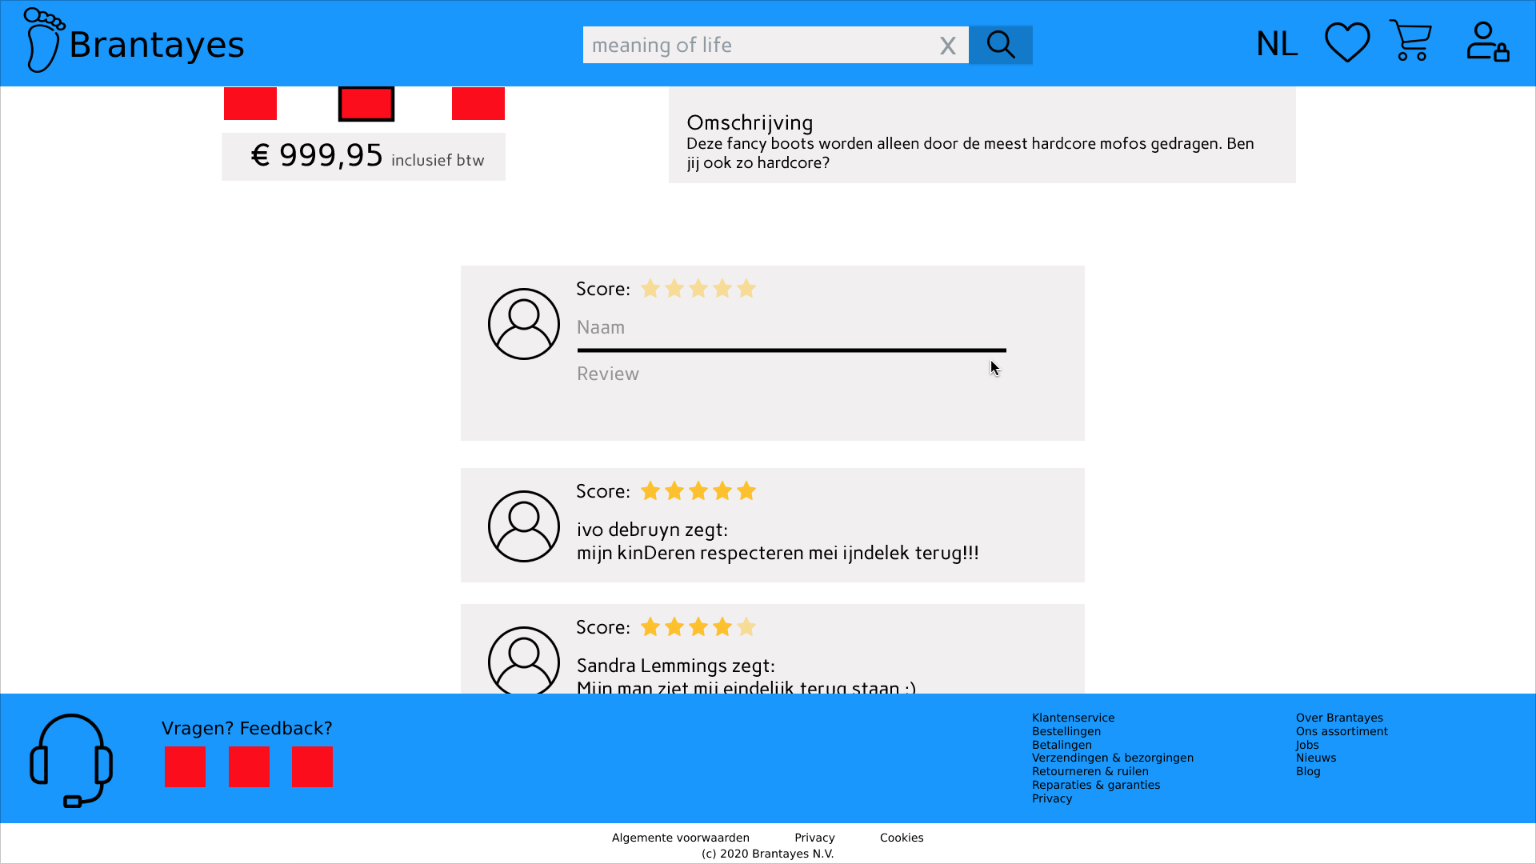 Brantayes
meaning of life X
NL
€ 999,95 inclusief btw
Omschrijving
Deze fancy boots worden alleen door de meest hardcore mofos gedragen. Ben
jij ook zo hardcore?
Score:
Naam
Review
Score:
ivo debruyn zegt:
mijn kinDeren respecteren mei ijndelek terug!!!
Score:
Sandra Lemmings zegt:
Mijn man ziet mij eindelijk terug staan ;)
Vragen? Feedback?
Klantenservice
Bestellingen
Betalingen
Verzendingen & bezorgingen
Retourneren & ruilen
Reparaties & garanties
Privacy
Over Brantayes
Ons assortiment
Jobs
Nieuws
Blog
Algemente voorwaarden Privacy Cookies
(c) 2020 Brantayes N.V.